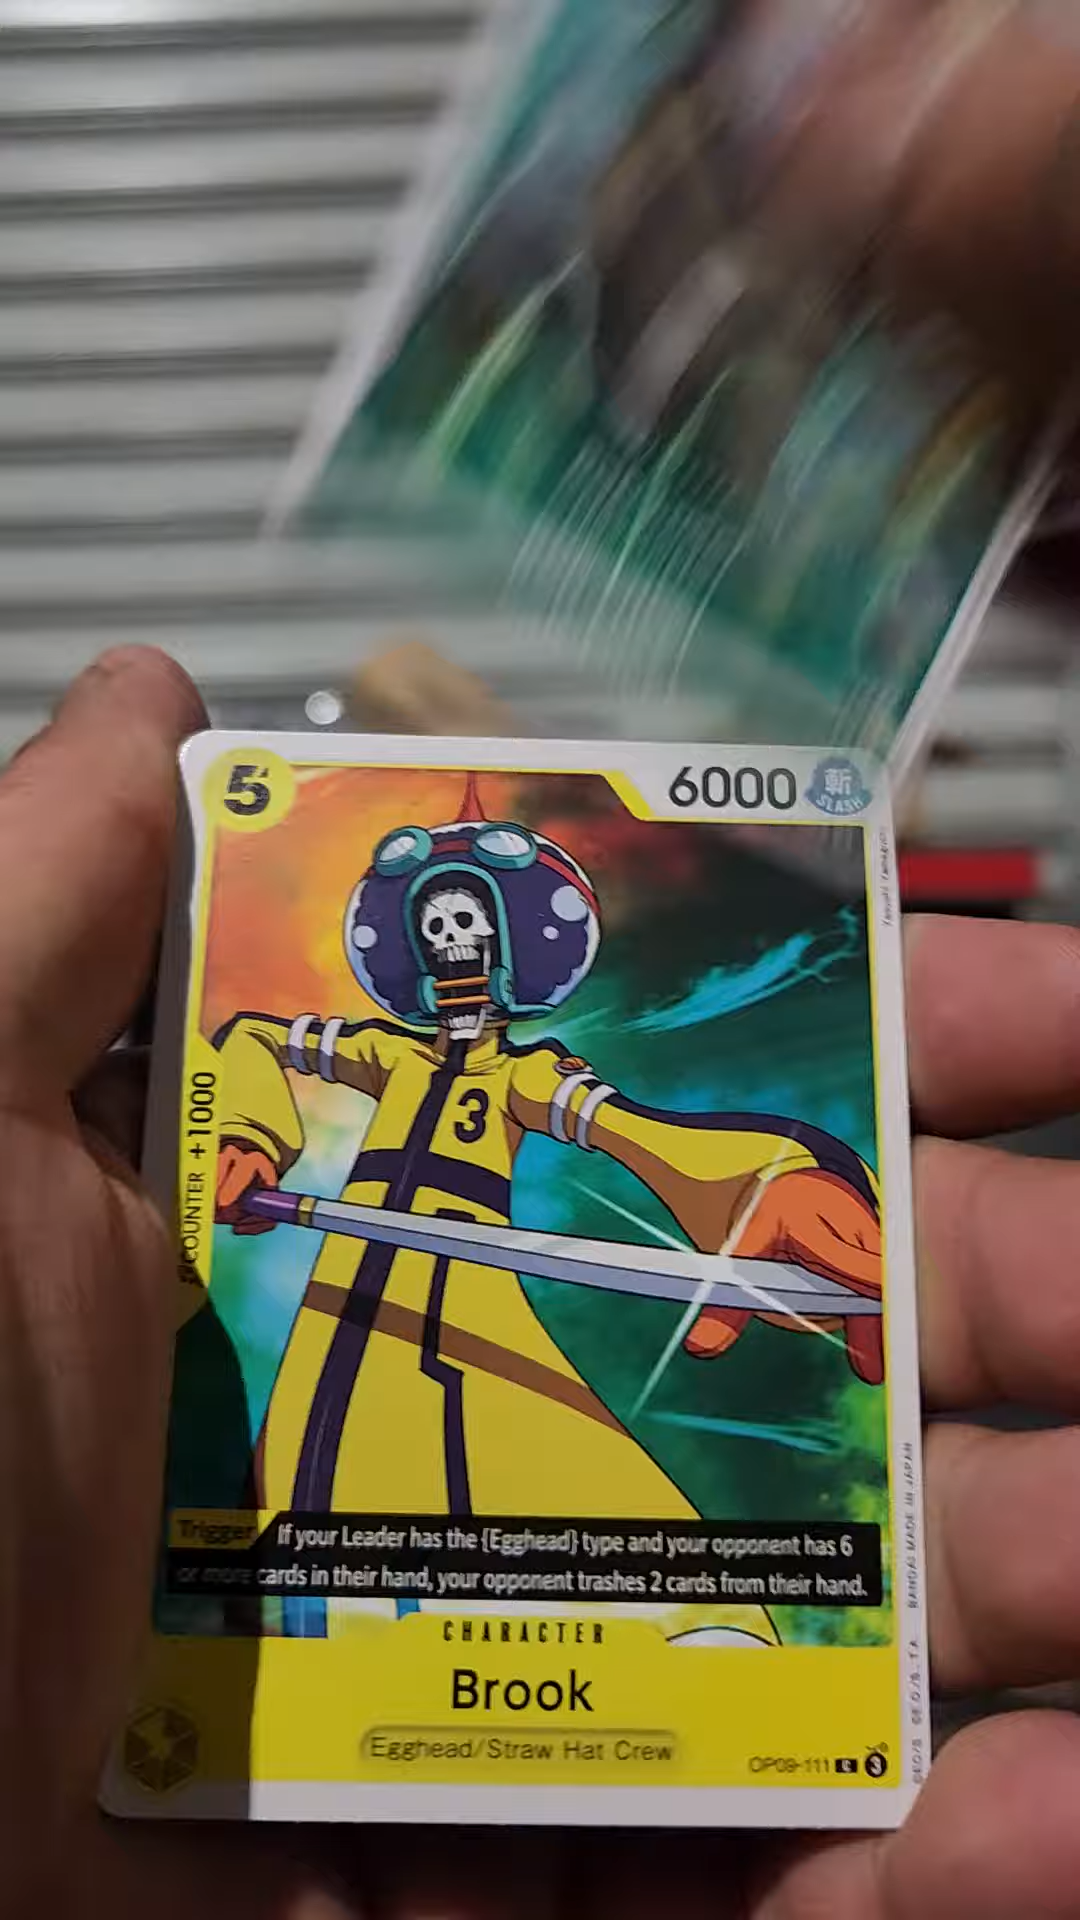 5
6000
斬
SLASH
COUNTER +1000
3
Trigger If your Leader has the {Egghead} type and your opponent has 6
or more cards in their hand, your opponent trashes 2 cards from their hand.
CHARACTER
Brook
Egghead/Straw Hat Crew
OP09-111 C 3
BANDAI MADE IN JAPAN